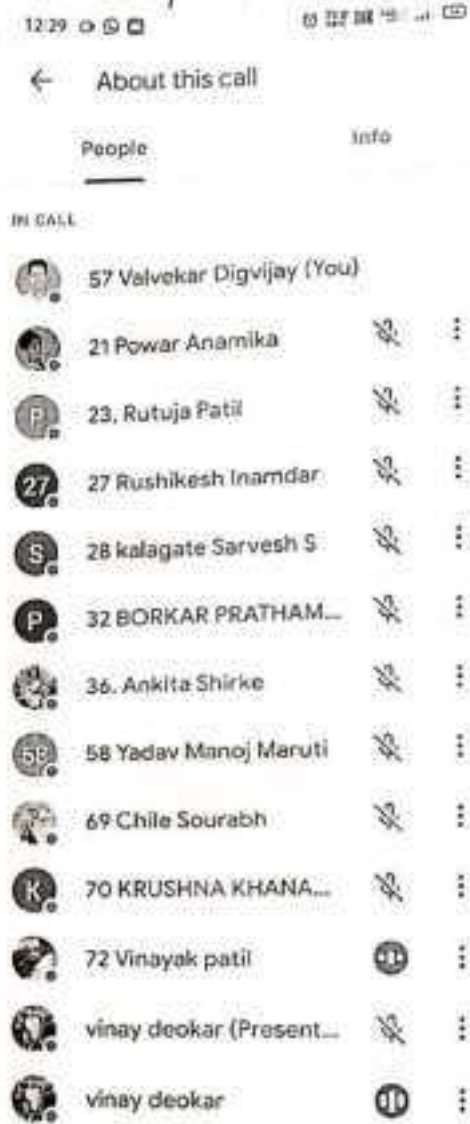 12:29
About this call
People Info
IN CALL
57 Valvekar Digvijay (You)
21 Powar Anamika
P 23, Rutuja Patil
27 27 Rushikesh Inamdar
S 28 kalagate Sarvesh S
P 32 BORKAR PRATHAM...
36. Ankita Shirke
58 58 Yadav Manoj Maruti
69 Chile Sourabh
K 70 KRUSHNA KHANA...
72 Vinayak patil
vinay deokar (Present...
vinay deokar